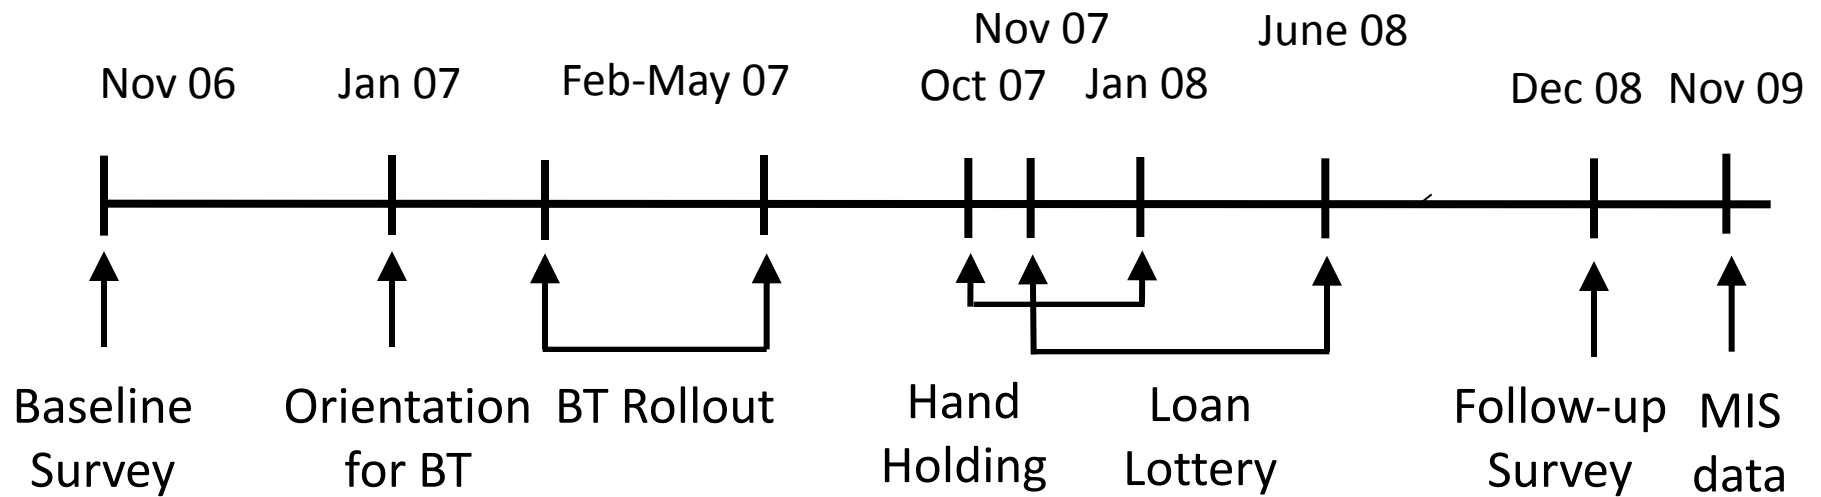 Nov 07
June 08
Nov 06
Jan 07
Feb-May 07
Oct 07
Jan 08
Dec 08
Nov 09
Baseline
Survey
Orientation
for BT
BT Rollout
Hand
Holding
Loan
Lottery
Follow-up
Survey
MIS
data